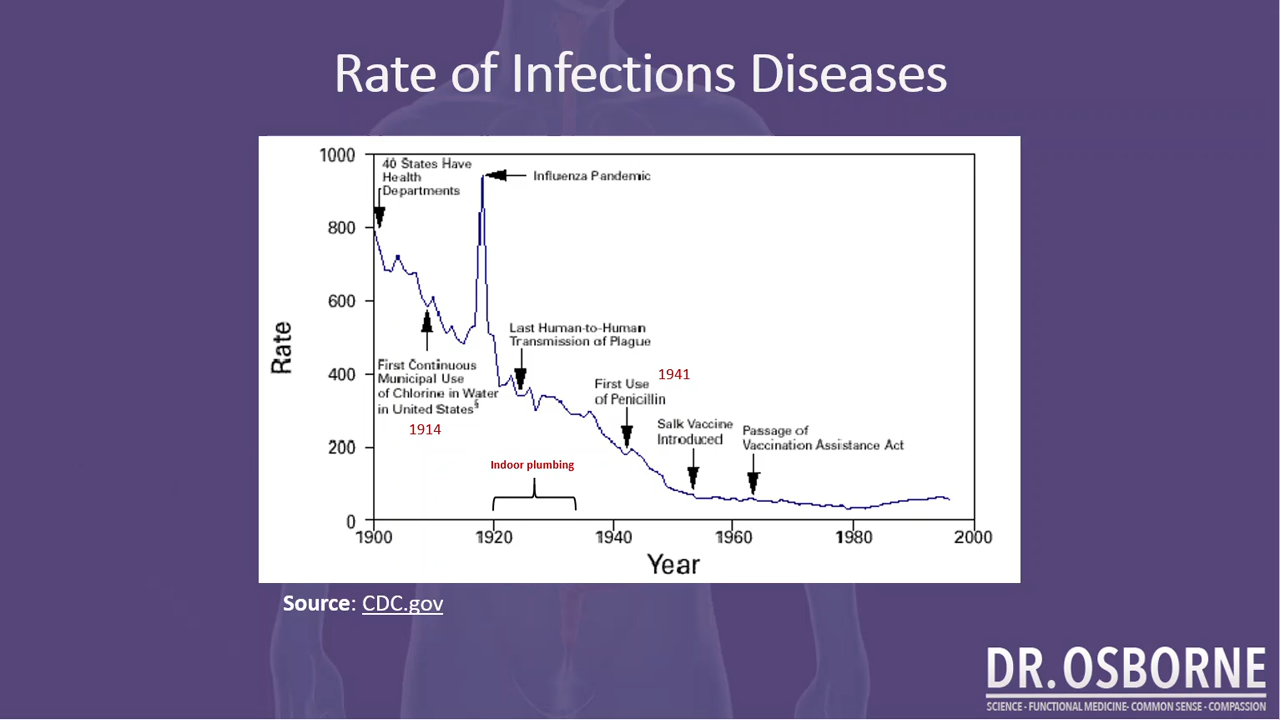 Rate of Infections Diseases
1000
40 States Have
Health
Departments
Influenza Pandemic
800
600
Last Human-to-Human
Transmission of Plague
Rate
First Continuous
Municipal Use
of Chlorine in Water
in United States§
1914
400
First Use
of Penicillin
1941
Salk Vaccine
Introduced
Passage of
Vaccination Assistance Act
200
Indoor plumbing
0
1900 1920 1940 1960 1980 2000
Year
Source: CDC.gov
DR. OSBORNE
SCIENCE - FUNCTIONAL MEDICINE- COMMON SENSE - COMPASSION